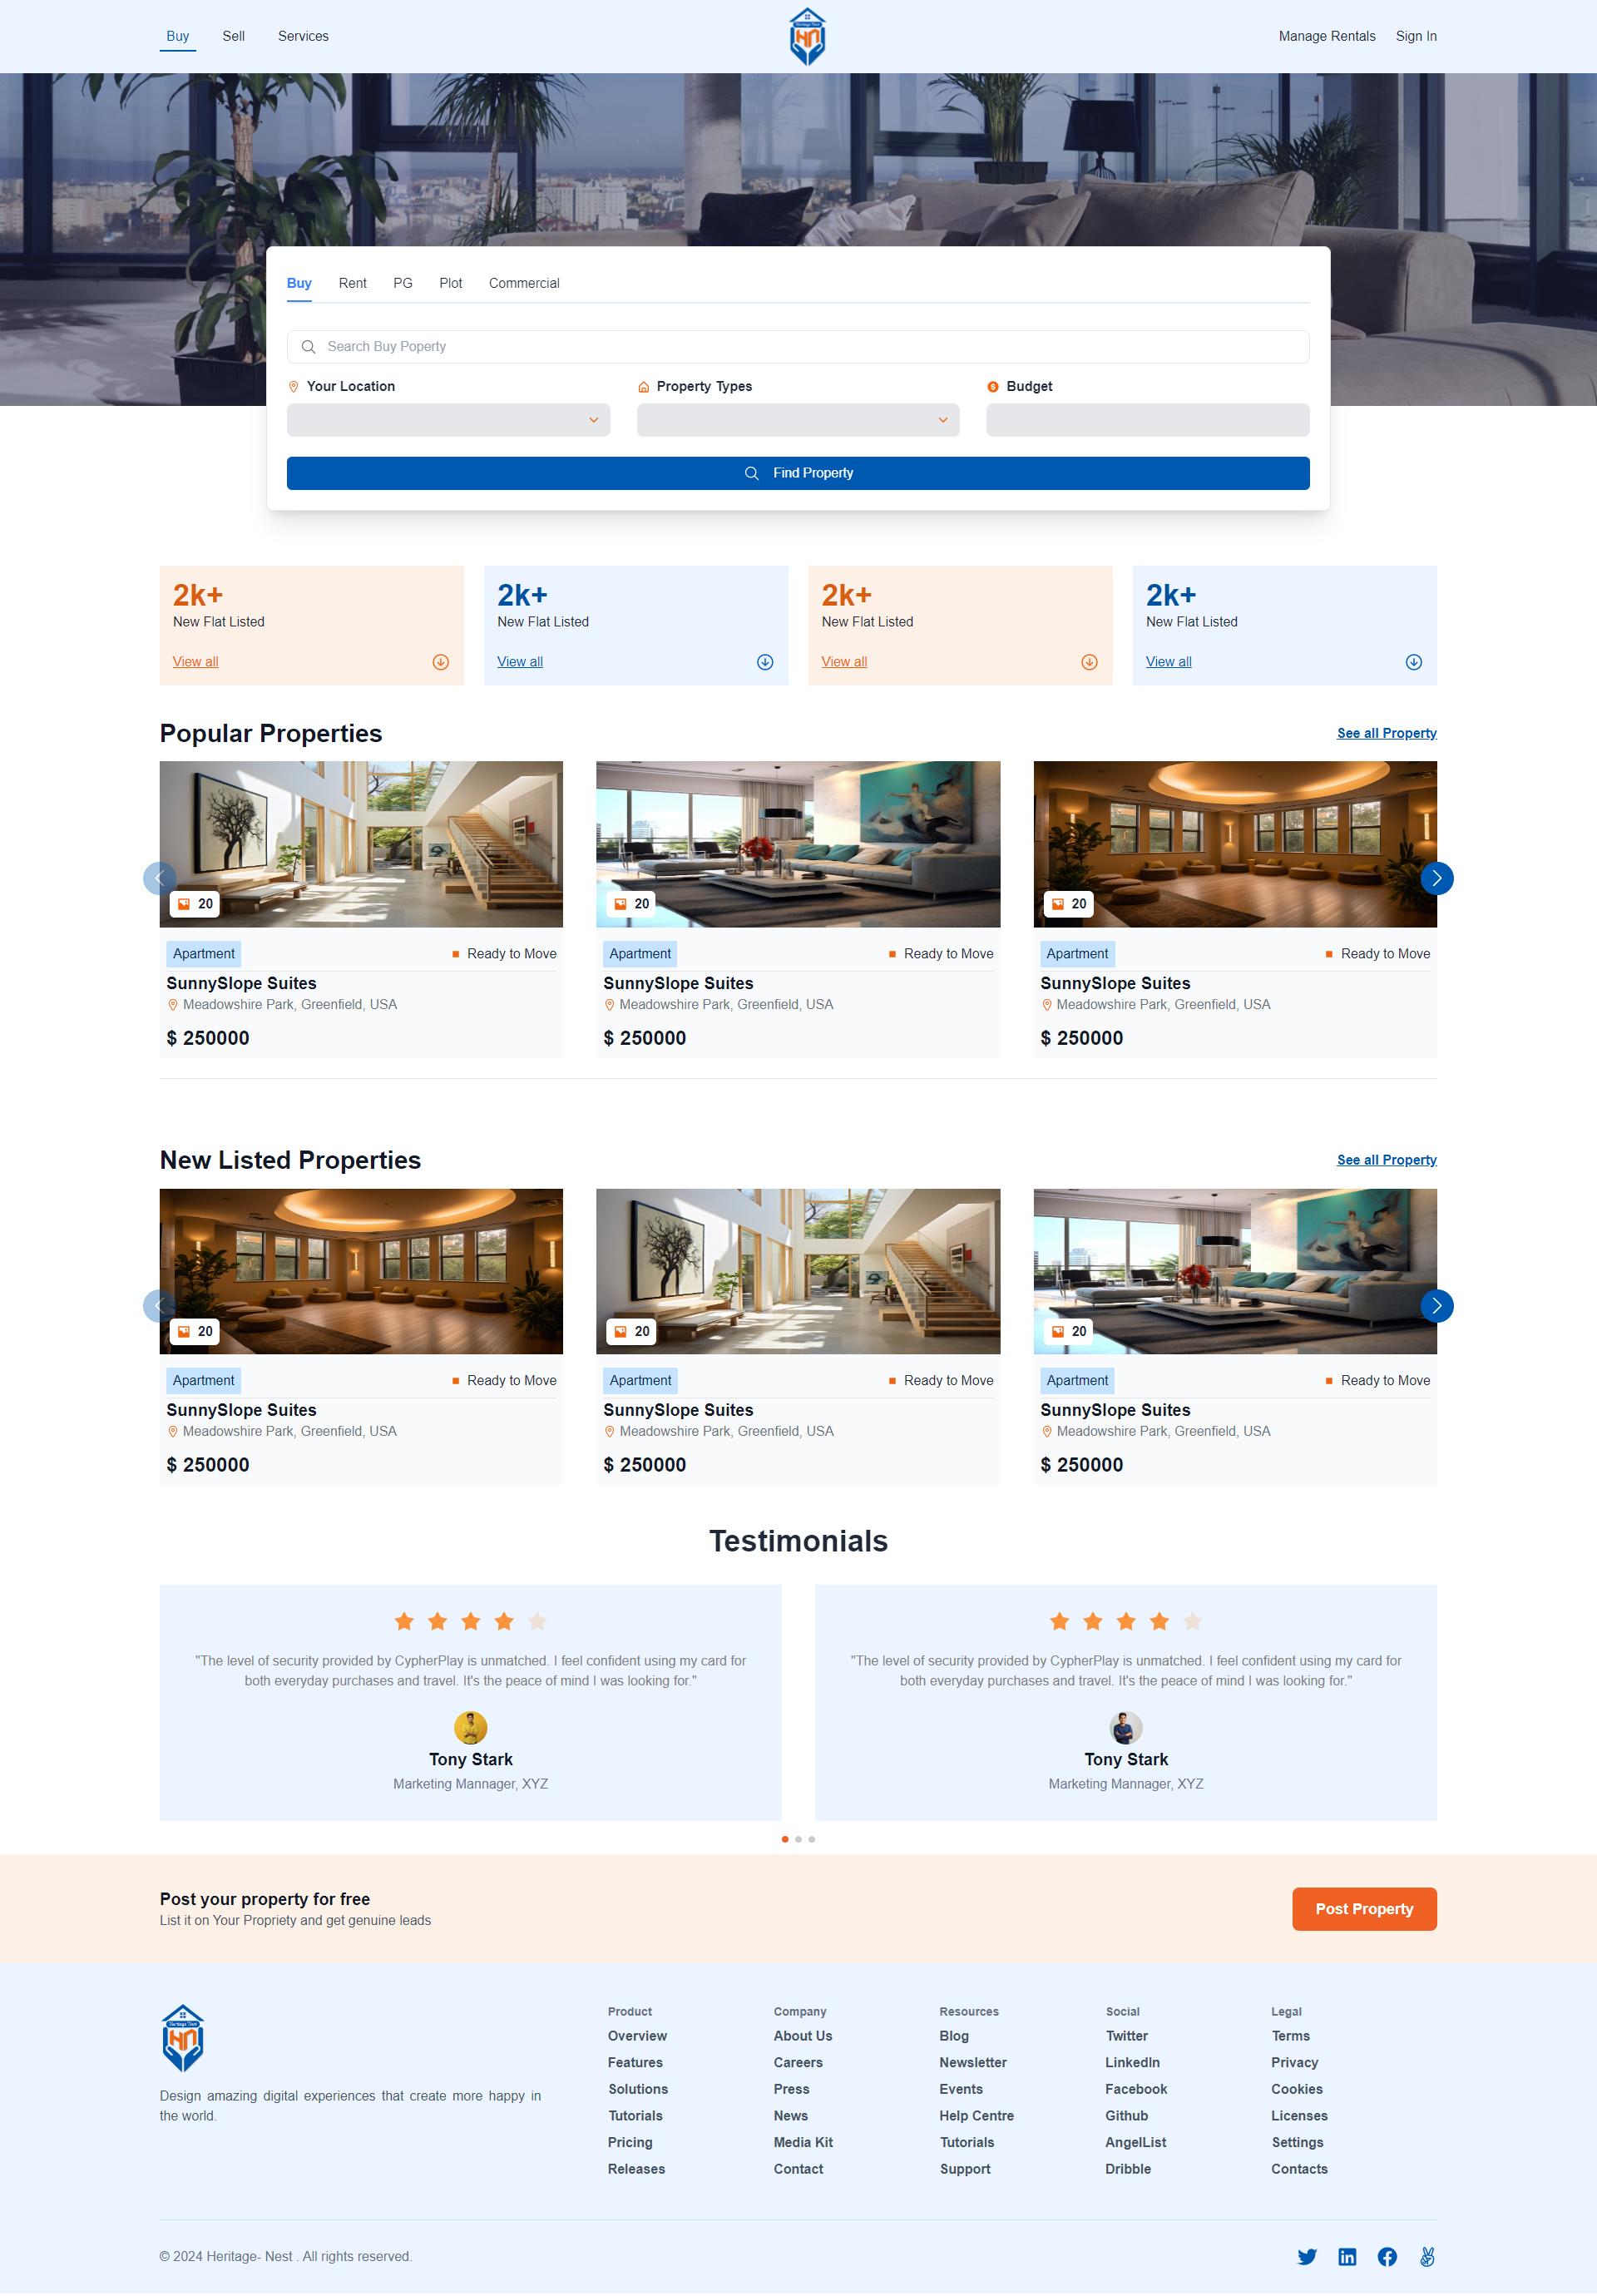 Buy
Sell
Services
Heritage Nest
Manage Rentals
Sign In
Buy
Rent
PG
Plot
Commercial
Search Buy Poperty
Your Location
Property Types
Budget
Find Property
2k+
New Flat Listed
View all
2k+
New Flat Listed
View all
2k+
New Flat Listed
View all
2k+
New Flat Listed
View all
Popular Properties
See all Property
20
Apartment
Ready to Move
SunnySlope Suites
Meadowshire Park, Greenfield, USA
$ 250000
20
Apartment
Ready to Move
SunnySlope Suites
Meadowshire Park, Greenfield, USA
$ 250000
20
Apartment
Ready to Move
SunnySlope Suites
Meadowshire Park, Greenfield, USA
$ 250000
New Listed Properties
See all Property
20
Apartment
Ready to Move
SunnySlope Suites
Meadowshire Park, Greenfield, USA
$ 250000
20
Apartment
Ready to Move
SunnySlope Suites
Meadowshire Park, Greenfield, USA
$ 250000
20
Apartment
Ready to Move
SunnySlope Suites
Meadowshire Park, Greenfield, USA
$ 250000
Testimonials
"The level of security provided by CypherPlay is unmatched. I feel confident using my card for
both everyday purchases and travel. It's the peace of mind I was looking for."
Tony Stark
Marketing Mannager, XYZ
"The level of security provided by CypherPlay is unmatched. I feel confident using my card for
both everyday purchases and travel. It's the peace of mind I was looking for."
Tony Stark
Marketing Mannager, XYZ
Post your property for free
List it on Your Propriety and get genuine leads
Post Property
Heritage Nest
Design amazing digital experiences that create more happy in
the world.
Product
Overview
Features
Solutions
Tutorials
Pricing
Releases
Company
About Us
Careers
Press
News
Media Kit
Contact
Resources
Blog
Newsletter
Events
Help Centre
Tutorials
Support
Social
Twitter
LinkedIn
Facebook
Github
AngelList
Dribble
Legal
Terms
Privacy
Cookies
Licenses
Settings
Contacts
© 2024 Heritage- Nest . All rights reserved.